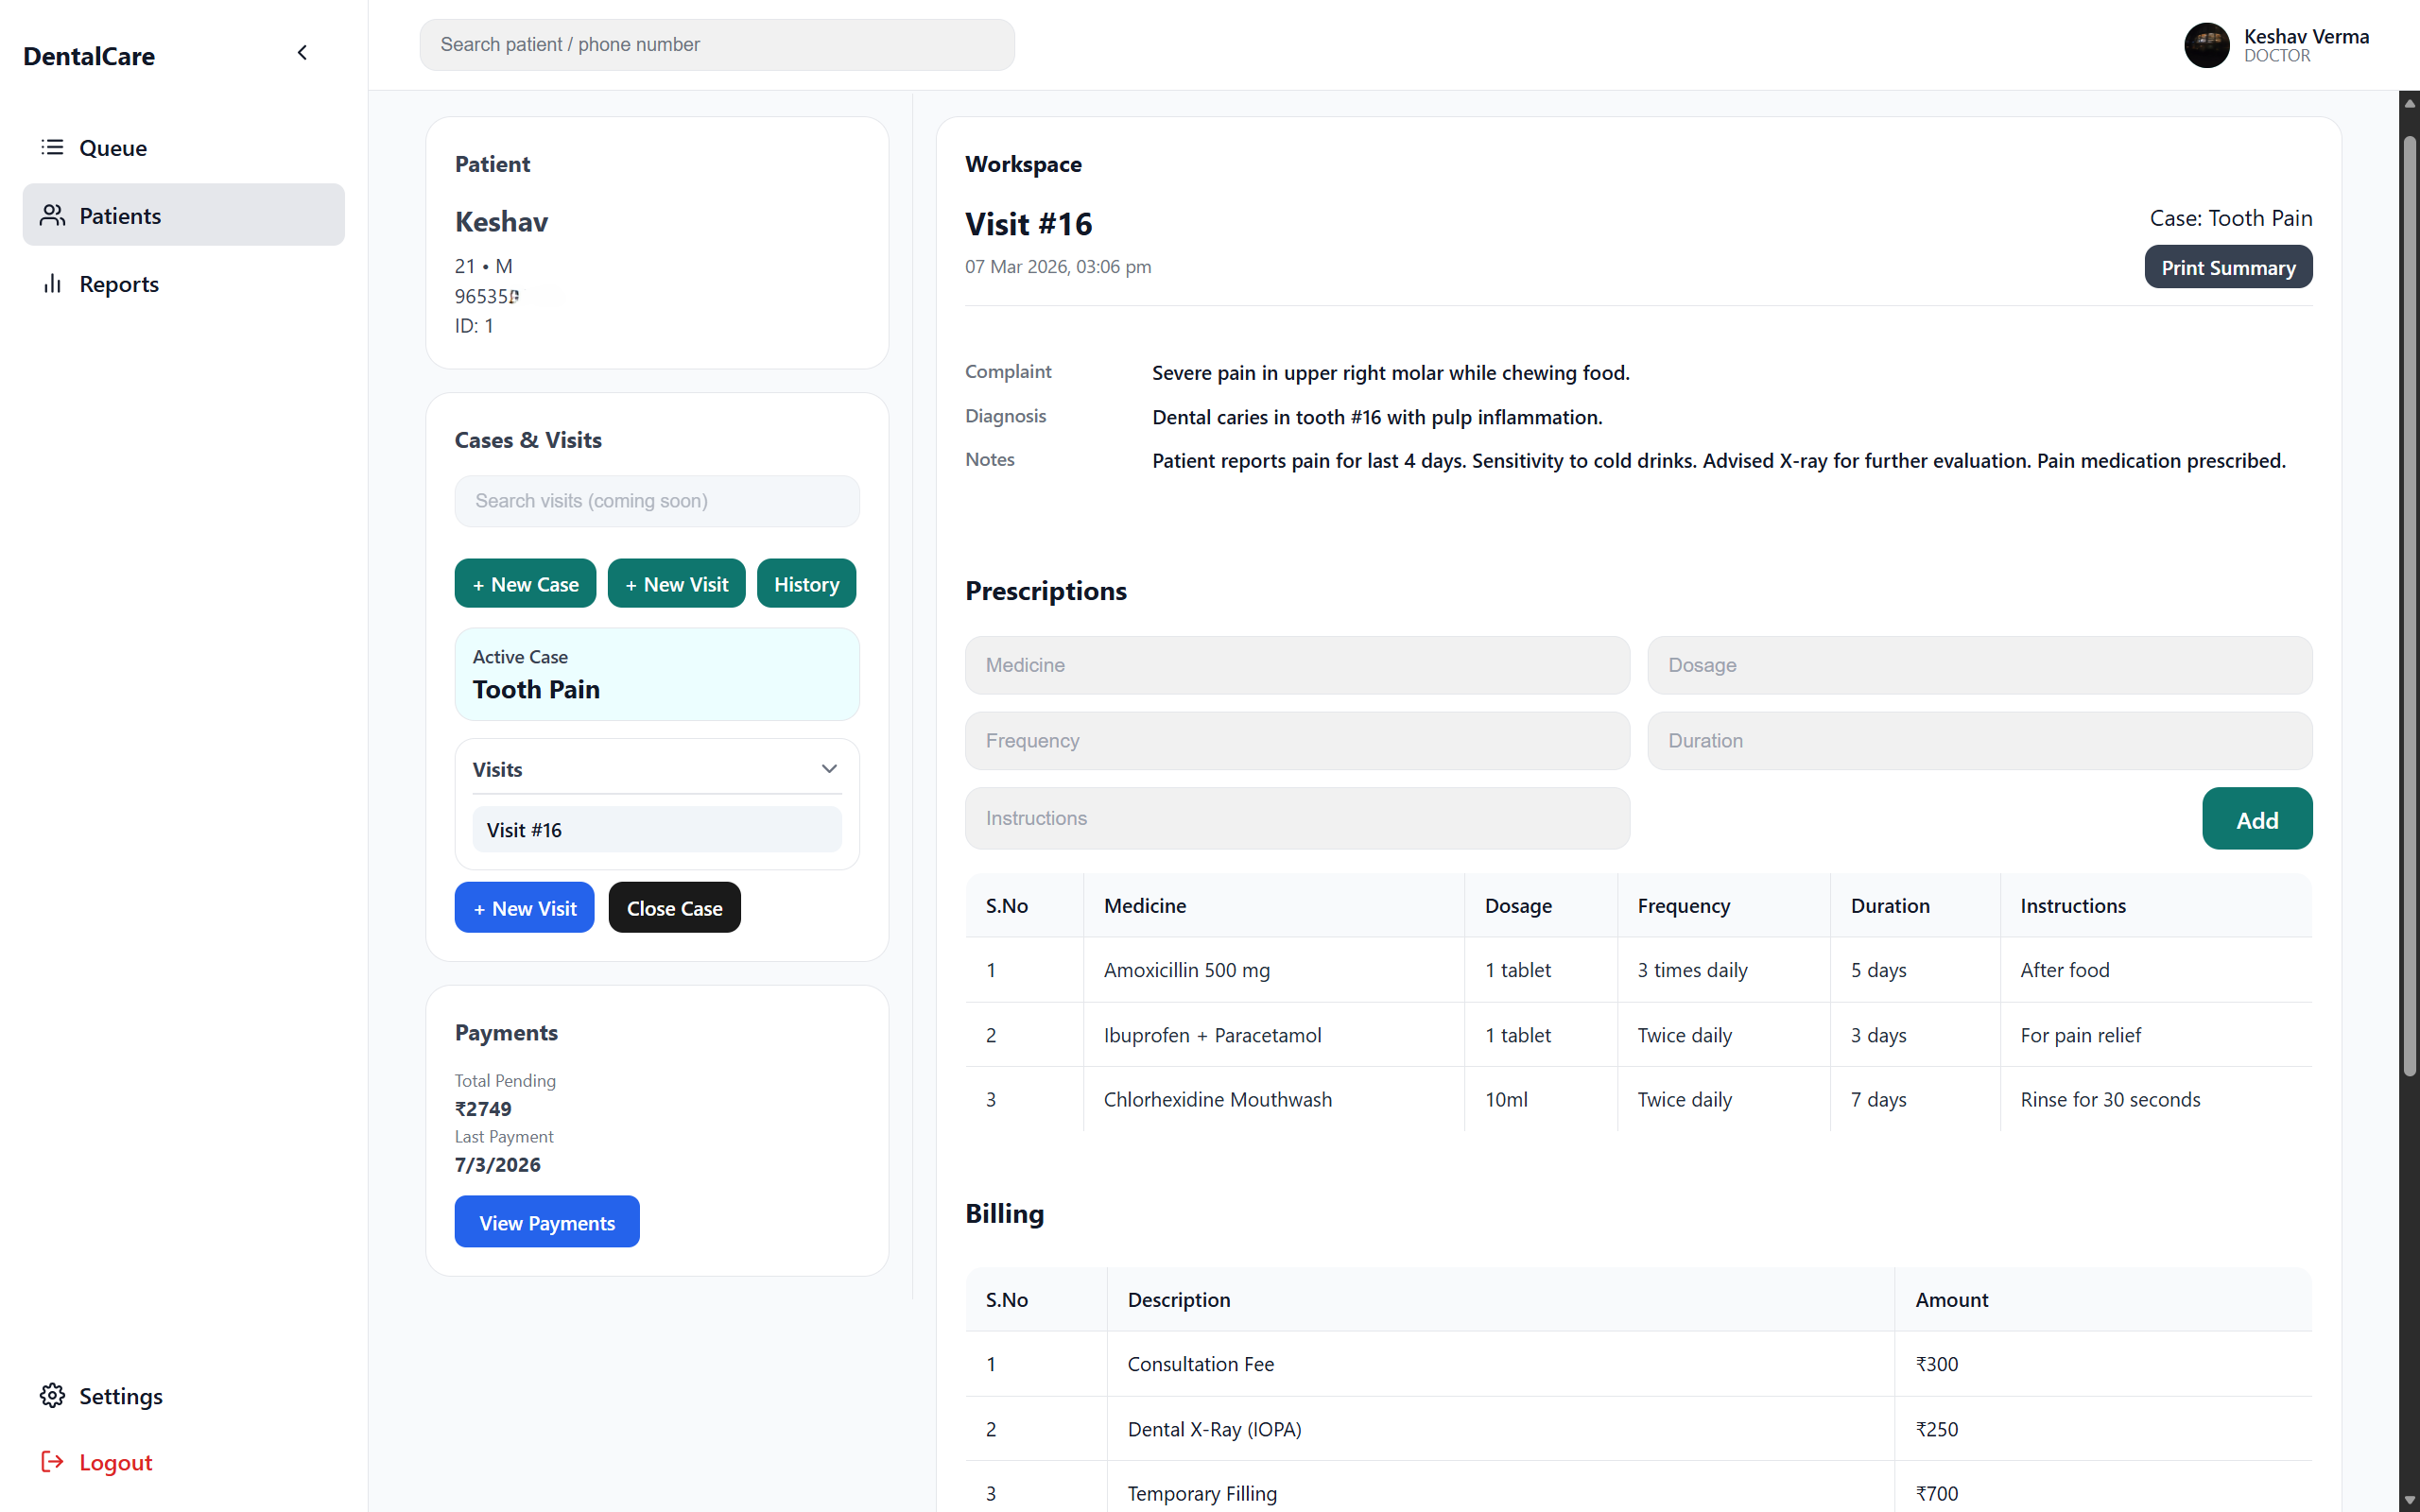 DentalCare
Queue
Patients
Reports
Settings
Logout
Search patient / phone number
Keshav Verma
DOCTOR
Patient
Keshav
21 • M
96535
ID: 1
Cases & Visits
Search visits (coming soon)
+ New Case + New Visit History
Active Case
Tooth Pain
Visits
Visit #16
+ New Visit Close Case
Payments
Total Pending
₹2749
Last Payment
7/3/2026
View Payments
Workspace
Visit #16
Case: Tooth Pain
07 Mar 2026, 03:06 pm
Print Summary
Complaint Severe pain in upper right molar while chewing food.
Diagnosis Dental caries in tooth #16 with pulp inflammation.
Notes Patient reports pain for last 4 days. Sensitivity to cold drinks. Advised X-ray for further evaluation. Pain medication prescribed.
Prescriptions
Medicine Dosage
Frequency Duration
Instructions Add
S.No Medicine Dosage Frequency Duration Instructions
1 Amoxicillin 500 mg 1 tablet 3 times daily 5 days After food
2 Ibuprofen + Paracetamol 1 tablet Twice daily 3 days For pain relief
3 Chlorhexidine Mouthwash 10ml Twice daily 7 days Rinse for 30 seconds
Billing
S.No Description Amount
1 Consultation Fee ₹300
2 Dental X-Ray (IOPA) ₹250
3 Temporary Filling ₹700